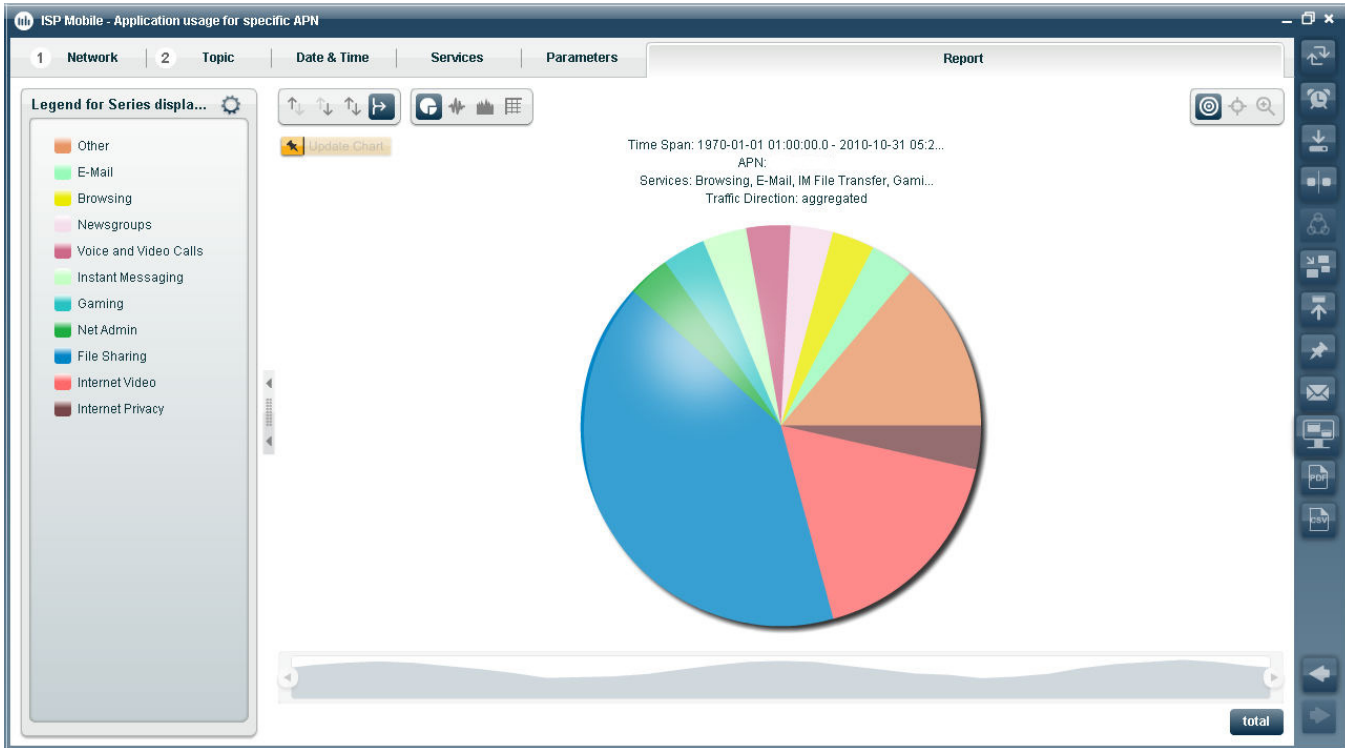 ISP Mobile - Application usage for specific APN
1 Network 2 Topic Date & Time Services Parameters Report
Legend for Series displa...
Other
E-Mail
Browsing
Newsgroups
Voice and Video Calls
Instant Messaging
Gaming
Net Admin
File Sharing
Internet Video
Internet Privacy
Update Chart
Time Span: 1970-01-01 01:00:00.0 - 2010-10-31 05:2...
APN:
Services: Browsing, E-Mail, IM File Transfer, Gami...
Traffic Direction: aggregated
PDF
CSV
total